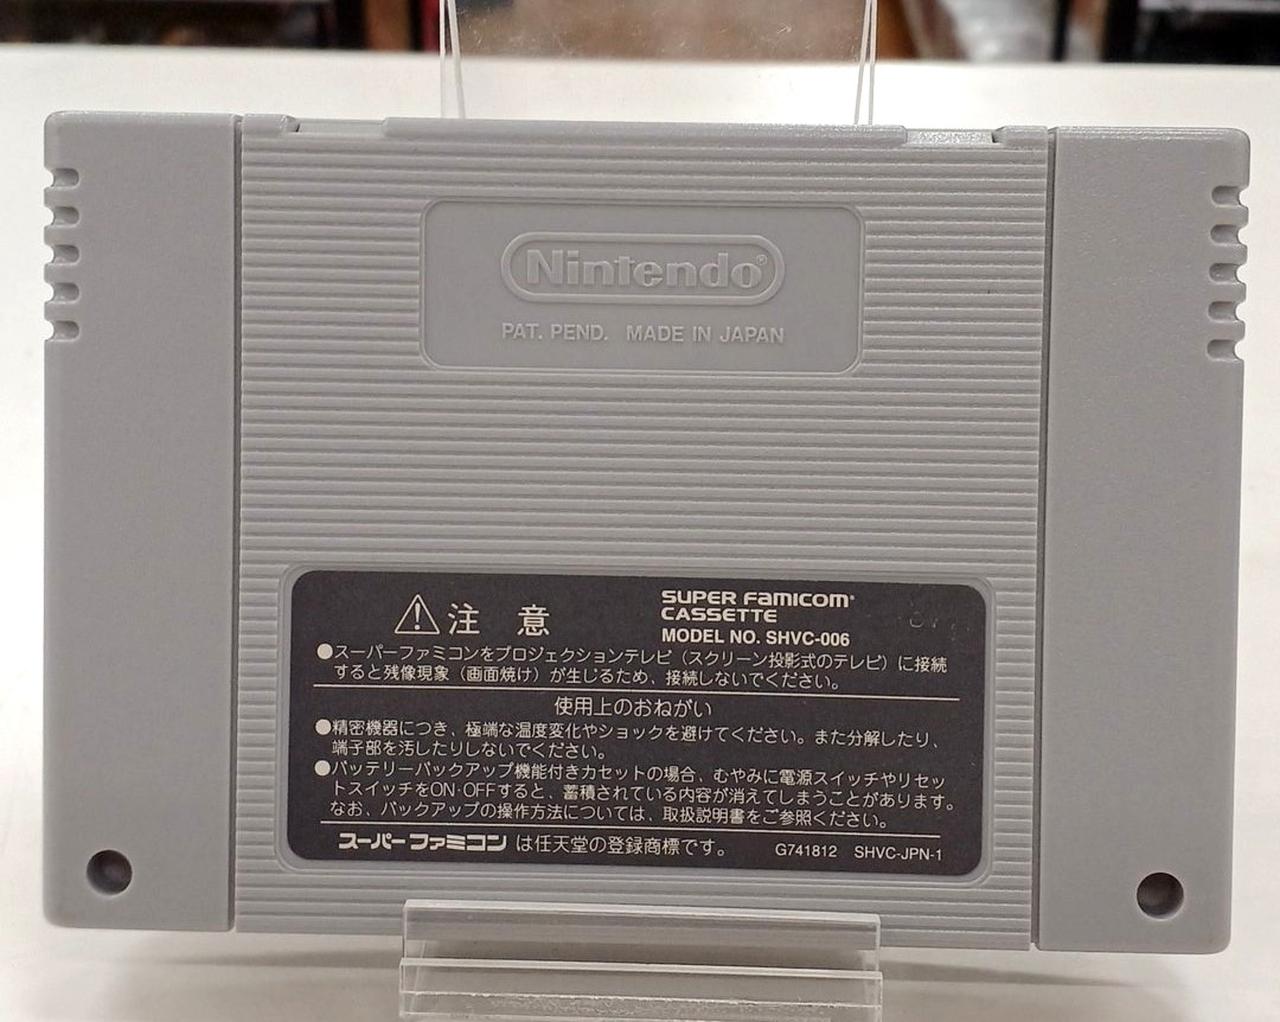 Nintendo®
PAT. PEND. MADE IN JAPAN
注意
SUPER FAMICOM®
CASSETTE
MODEL NO. SHVC-006
●スーパーファミコンをプロジェクションテレビ（スクリーン投影式のテレビ）に接続
すると残像現象（画面焼け）が生じるため、接続しないでください。
使用上のおねがい
●精密機器につき、極端な温度変化やショックを避けてください。また分解したり、
端子部を汚したりしないでください。
●バッテリーバックアップ機能付きカセットの場合、むやみに電源スイッチやリセッ
トスイッチをON·OFFすると、蓄積されている内容が消えてしまうことがあります。
なお、バックアップの操作方法については、取扱説明書をご参照ください。
スーパーファミコンは任天堂の登録商標です。 G741812 SHVC-JPN-1